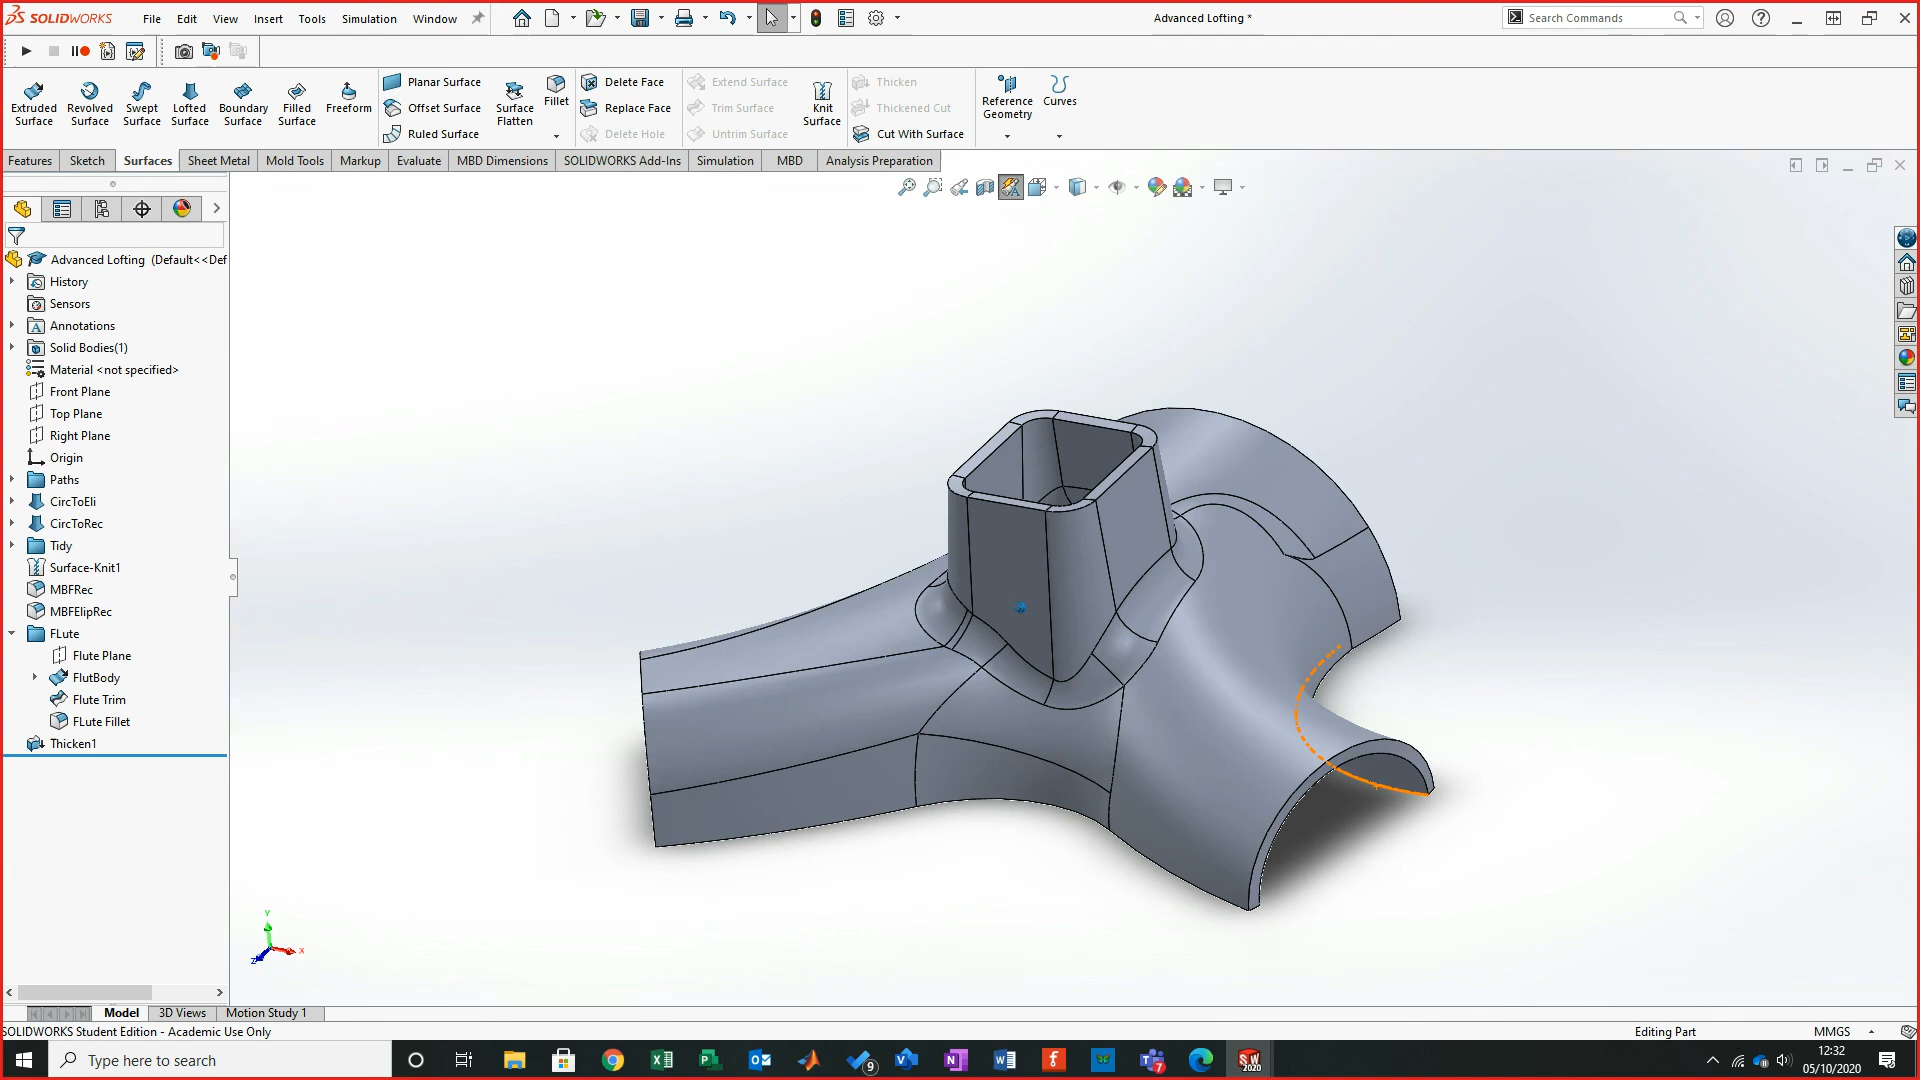 SOLIDWORKS File Edit View Insert Tools Simulation Window Advanced Lofting * Search Commands
Extruded Surface
Revolved Surface
Swept Surface
Lofted Surface
Boundary Surface
Filled Surface
Freeform
Planar Surface
Offset Surface
Ruled Surface
Surface Flatten
Fillet
Delete Face
Replace Face
Delete Hole
Extend Surface
Trim Surface
Untrim Surface
Knit Surface
Thicken
Thickened Cut
Cut With Surface
Reference Geometry
Curves
Features Sketch Surfaces Sheet Metal Mold Tools Markup Evaluate MBD Dimensions SOLIDWORKS Add-Ins Simulation MBD Analysis Preparation
Advanced Lofting (Default<<Def
History
Sensors
Annotations
Solid Bodies(1)
Material <not specified>
Front Plane
Top Plane
Right Plane
Origin
Paths
CircToEli
CircToRec
Tidy
Surface-Knit1
MBFRec
MBFElipRec
FLute
Flute Plane
FlutBody
Flute Trim
FLute Fillet
Thicken1
Y
X
Z
Model 3D Views Motion Study 1
SOLIDWORKS Student Edition - Academic Use Only Editing Part MMGS
Type here to search
9
7
SW
2020
12:32
05/10/2020